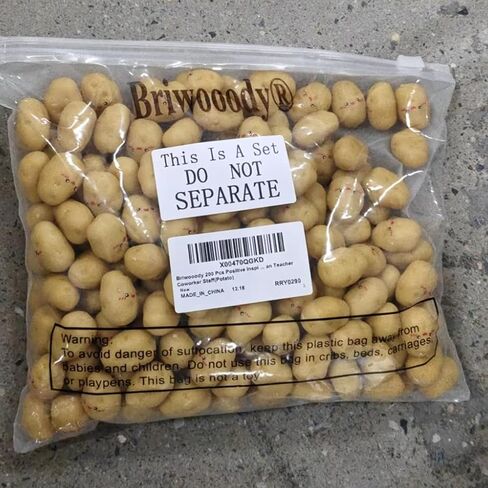 Briwooody®
This Is A Set
DO NOT
SEPARATE
X00470QGKD
Briwooody 200 Pcs Positive Inspi ... an Teacher
Coworker Staff(Potato)
New
MADE_IN_CHINA 12.18 RRY0290
Warning:
To avoid danger of suffocation, keep this plastic bag away from
babies and children. Do not use this bag in cribs, beds, carriages
or playpens. This bag is not a toy.